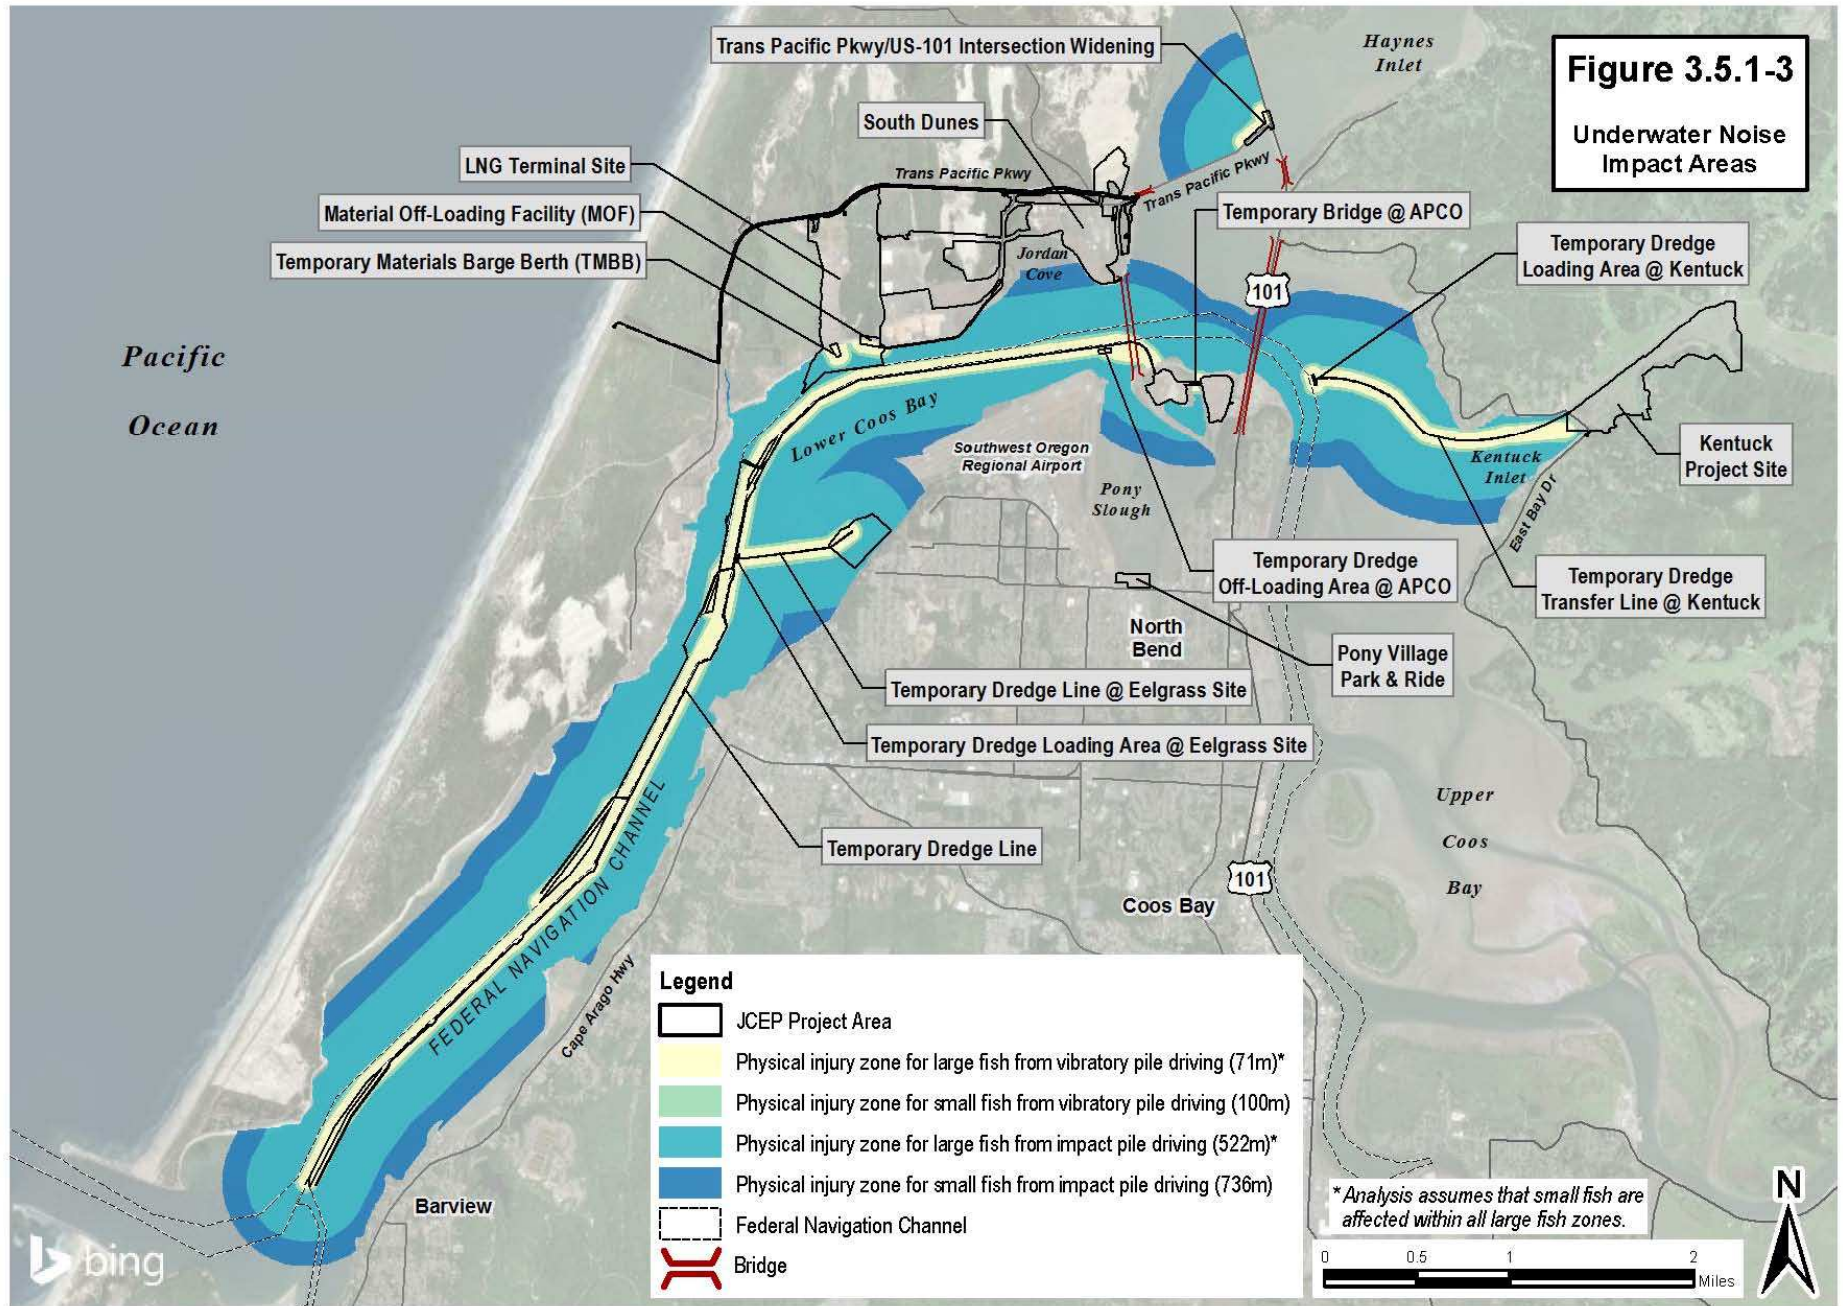 Figure 3.5.1-3
Underwater Noise
Impact Areas
Trans Pacific Pkwy/US-101 Intersection Widening
Haynes
Inlet
South Dunes
LNG Terminal Site
Trans Pacific Pkwy
Trans Pacific Pkwy
Material Off-Loading Facility (MOF)
Temporary Bridge @ APCO
Temporary Materials Barge Berth (TMBB)
Jordan
Cove
Temporary Dredge
Loading Area @ Kentuck
101
Pacific
Ocean
Lower Coos Bay
Southwest Oregon
Regional Airport
Kentuck
Inlet
Kentuck
Project Site
Pony
Slough
East Bay Dr
Temporary Dredge
Off-Loading Area @ APCO
Temporary Dredge
Transfer Line @ Kentuck
North
Bend
Pony Village
Park & Ride
Temporary Dredge Line @ Eelgrass Site
Temporary Dredge Loading Area @ Eelgrass Site
Temporary Dredge Line
FEDERAL NAVIGATION CHANNEL
Upper
Coos
Bay
101
Coos Bay
Cape Arago Hwy
Barview
Legend
JCEP Project Area
Physical injury zone for large fish from vibratory pile driving (71m)*
Physical injury zone for small fish from vibratory pile driving (100m)
Physical injury zone for large fish from impact pile driving (522m)*
Physical injury zone for small fish from impact pile driving (736m)
Federal Navigation Channel
Bridge
* Analysis assumes that small fish are
affected within all large fish zones.
N
0 0.5 1 2
Miles
bing